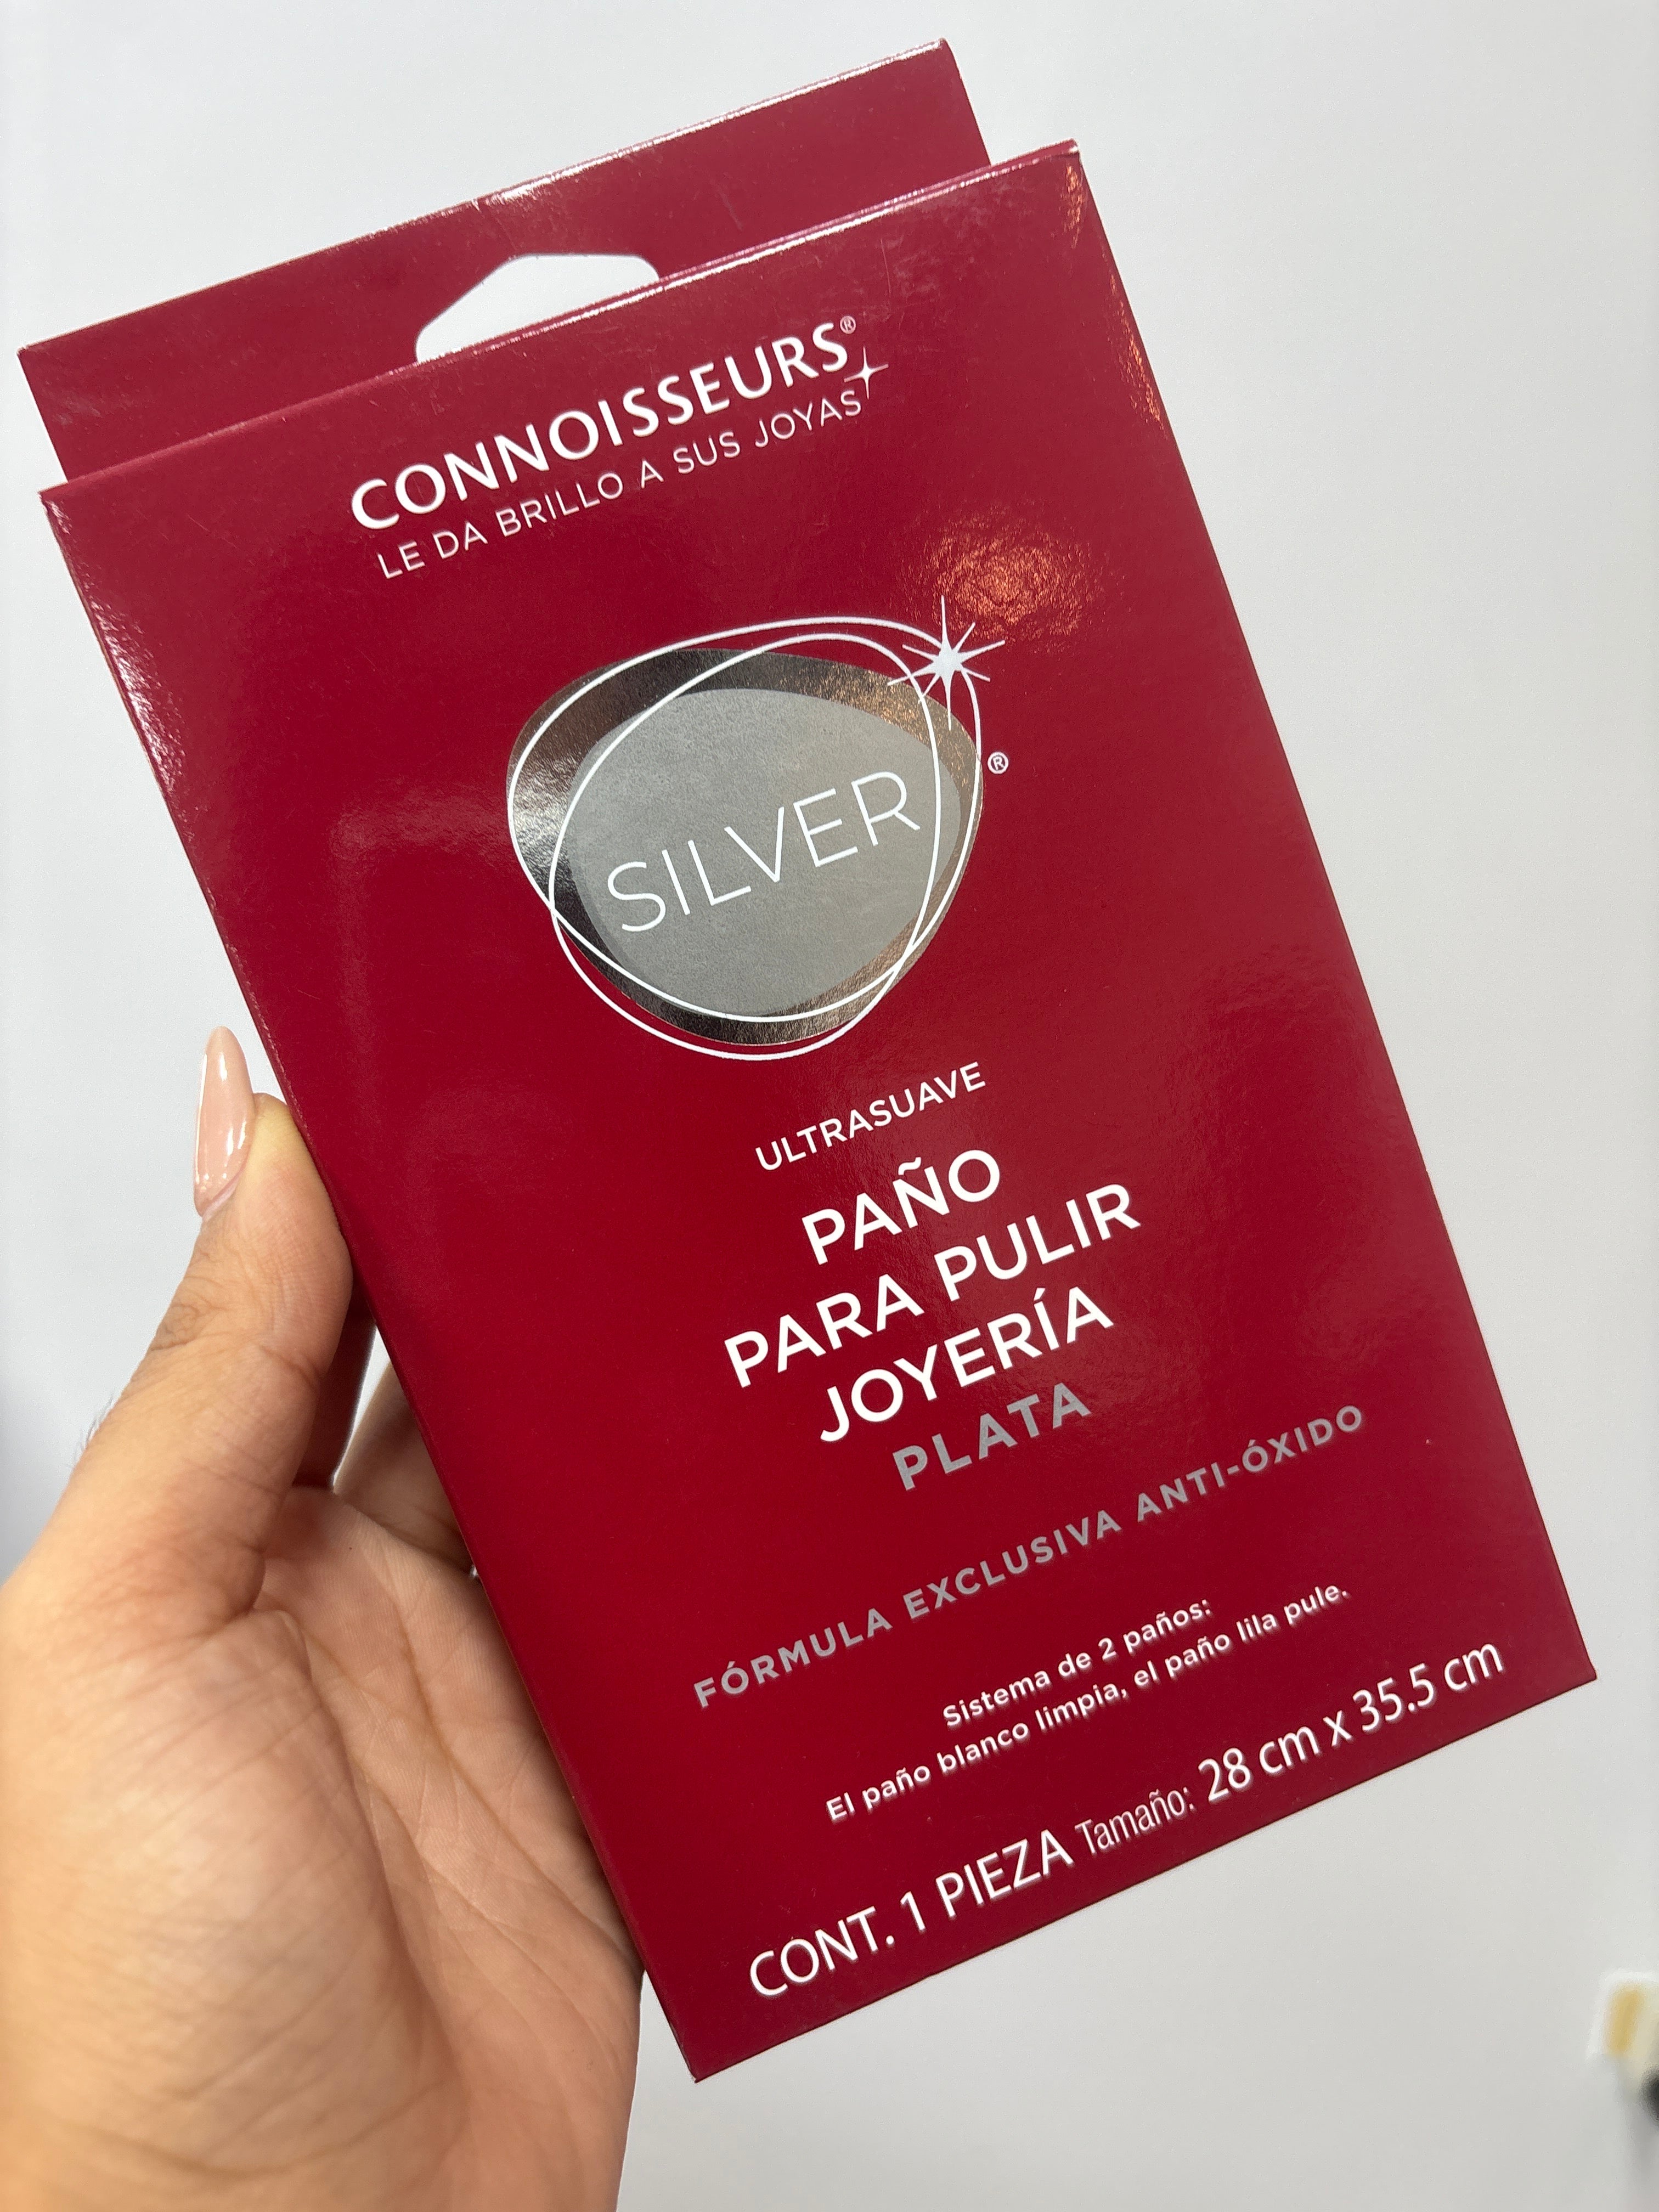 CONNOISSEURS®
LE DA BRILLO A SUS JOYAS
SILVER
®
ULTRASUAVE
PAÑO
PARA PULIR
JOYERÍA
PLATA
FÓRMULA EXCLUSIVA ANTI-ÓXIDO
Sistema de 2 paños:
El paño blanco limpia, el paño lila pule.
CONT. 1 PIEZA Tamaño: 28 cm x 35.5 cm